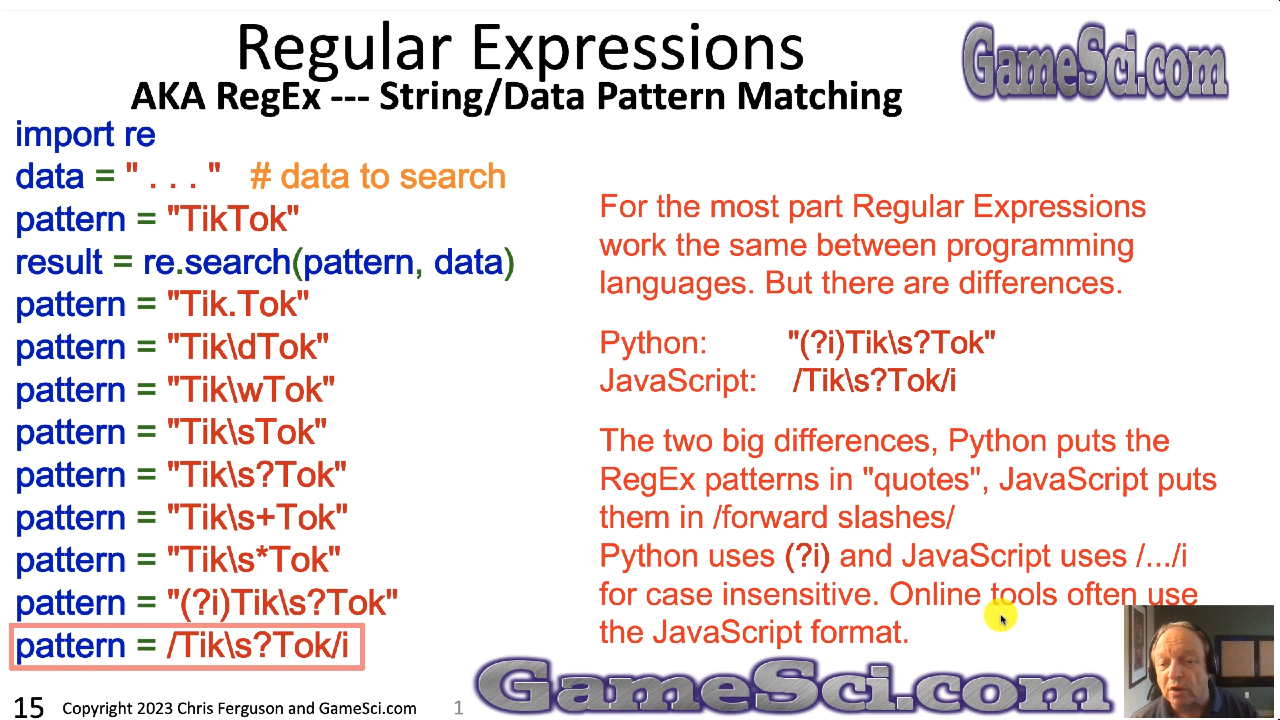 Regular Expressions
GameSci.com
AKA RegEx --- String/Data Pattern Matching
import re
data = " . . . " # data to search
pattern = "TikTok"
result = re.search(pattern, data)
pattern = "Tik.Tok"
pattern = "Tik\dTok"
pattern = "Tik\wTok"
pattern = "Tik\sTok"
pattern = "Tik\s?Tok"
pattern = "Tik\s+Tok"
pattern = "Tik\s*Tok"
pattern = "(?i)Tik\s?Tok"
pattern = /Tik\s?Tok/i
For the most part Regular Expressions
work the same between programming
languages. But there are differences.
Python: "(?i)Tik\s?Tok"
JavaScript: /Tik\s?Tok/i
The two big differences, Python puts the
RegEx patterns in "quotes", JavaScript puts
them in /forward slashes/
Python uses (?i) and JavaScript uses /.../i
for case insensitive. Online tools often use
the JavaScript format.
15 Copyright 2023 Chris Ferguson and GameSci.com 1
GameSci.com